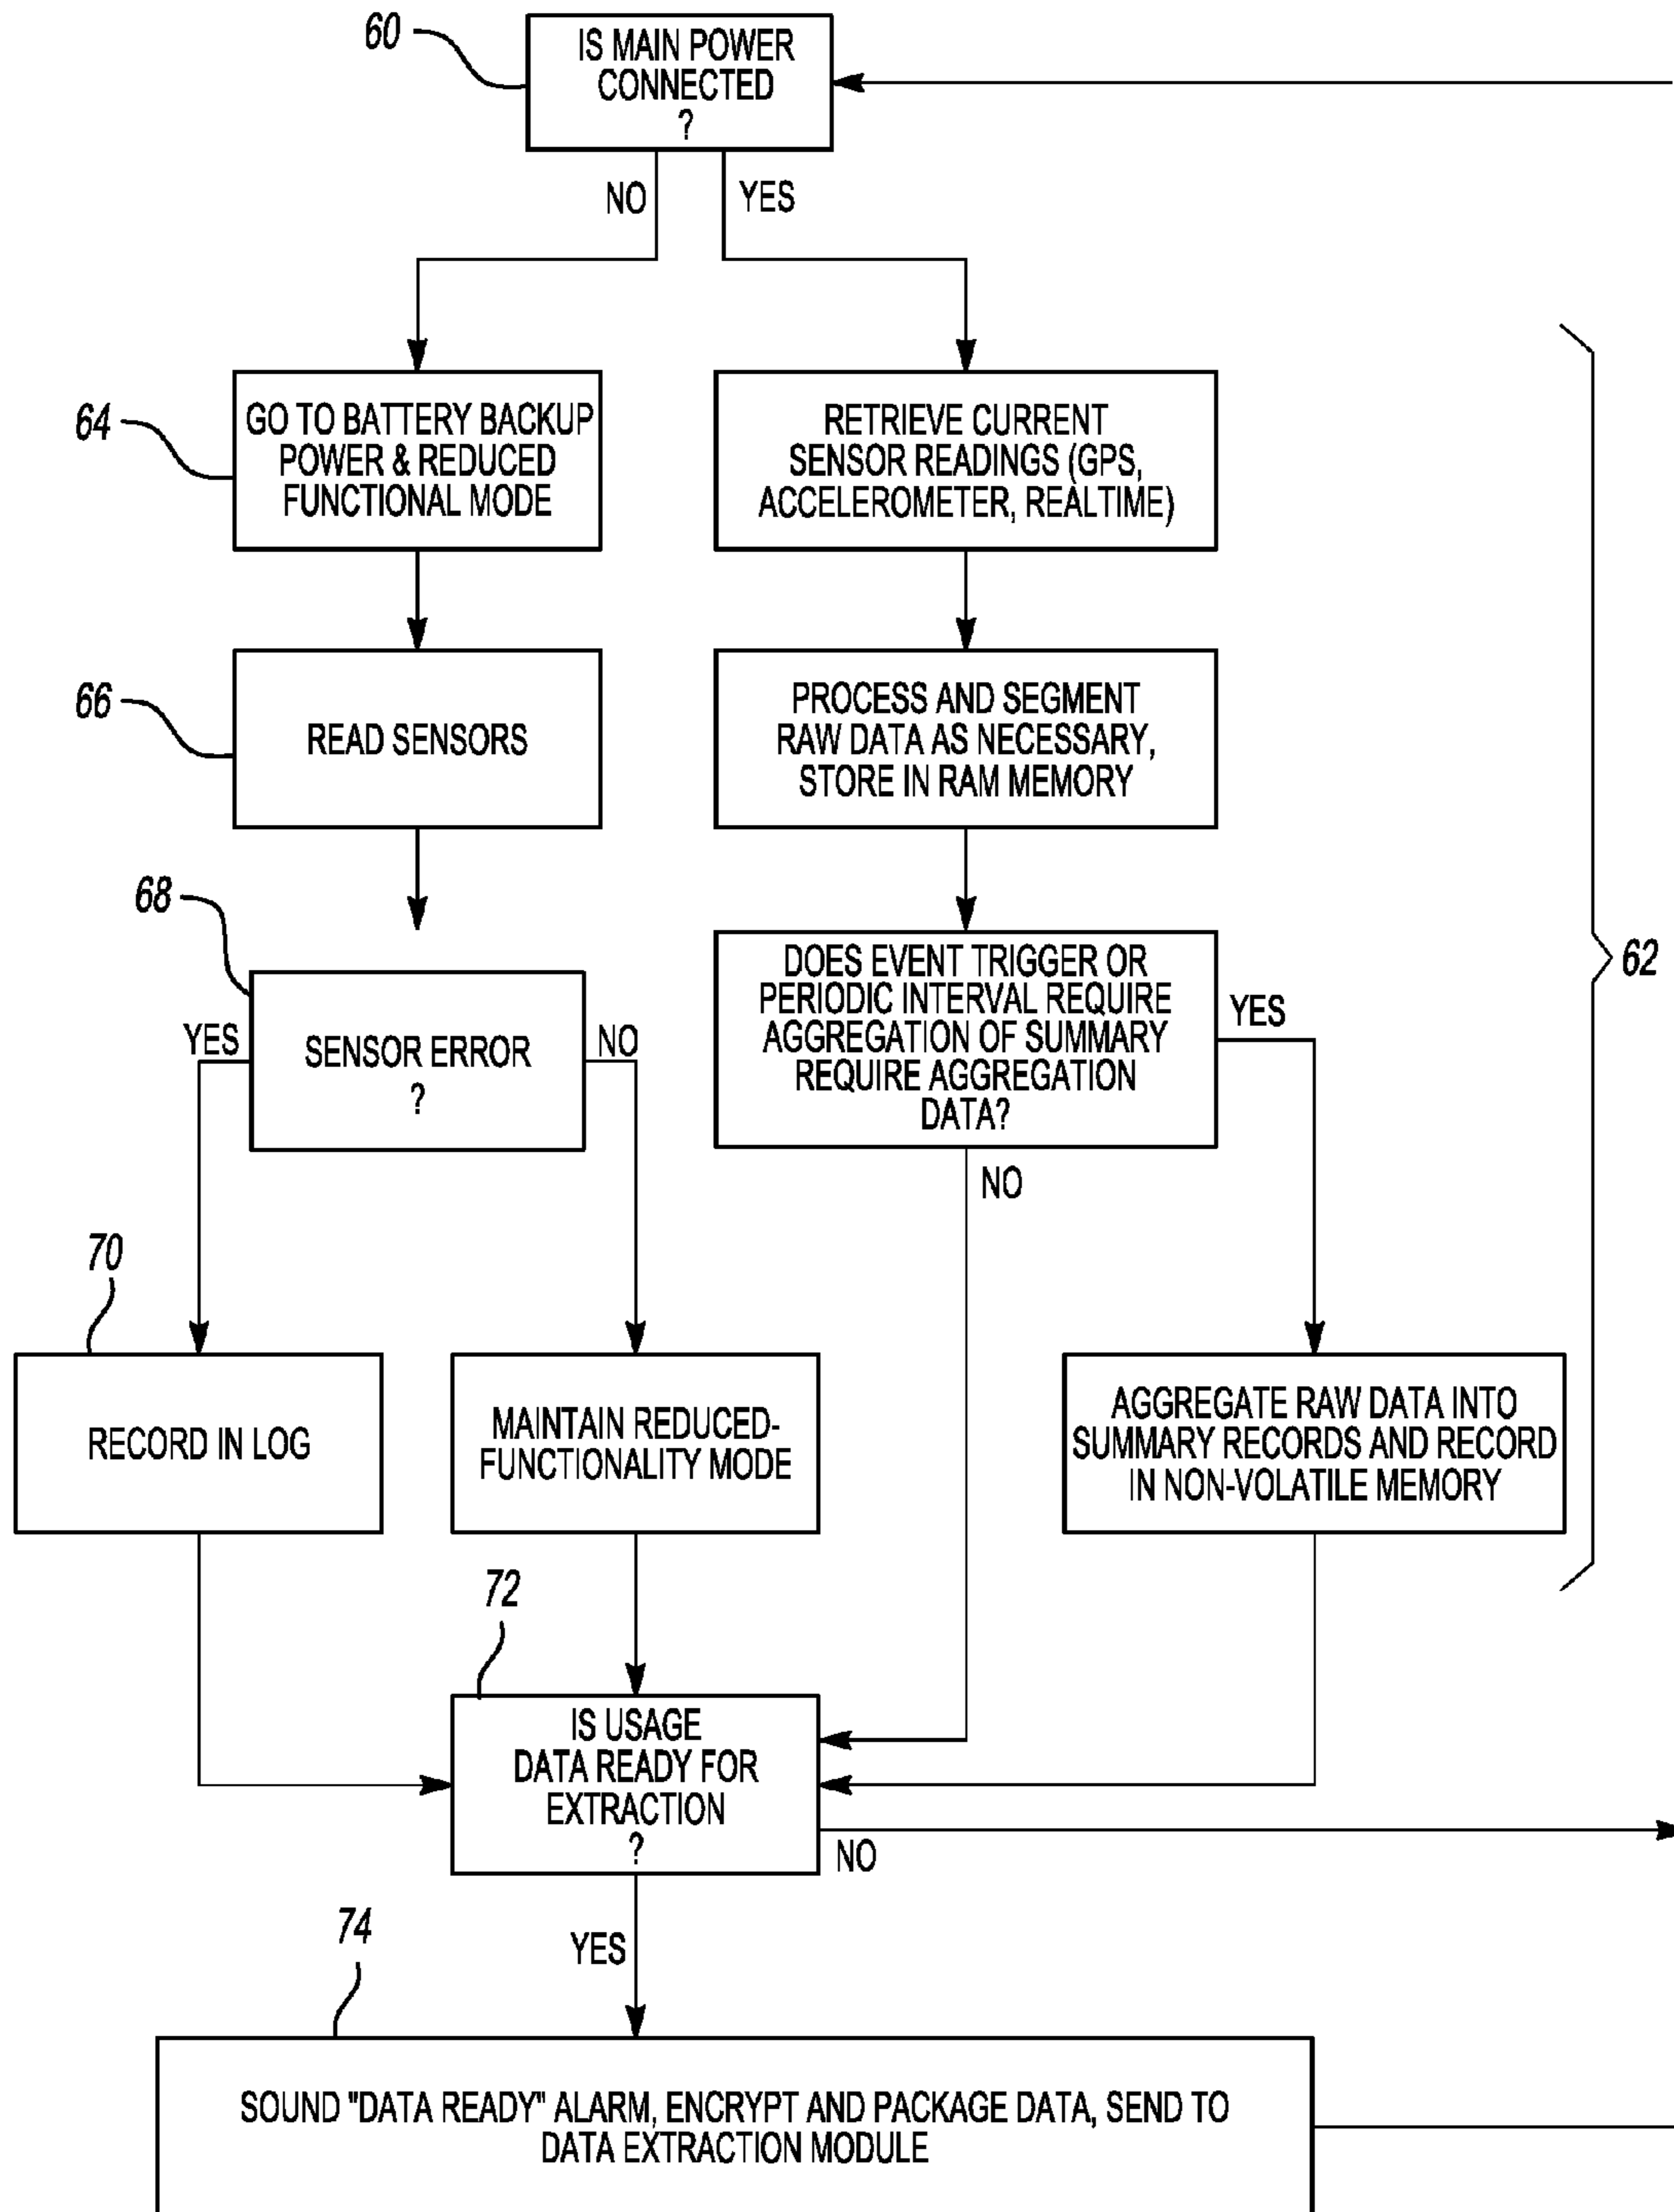 60
IS MAIN POWER
CONNECTED
?
NO
YES
64
GO TO BATTERY BACKUP
POWER & REDUCED
FUNCTIONAL MODE
RETRIEVE CURRENT
SENSOR READINGS (GPS,
ACCELEROMETER, REALTIME)
66
READ SENSORS
PROCESS AND SEGMENT
RAW DATA AS NECESSARY,
STORE IN RAM MEMORY
68
YES
SENSOR ERROR
?
NO
DOES EVENT TRIGGER OR
PERIODIC INTERVAL REQUIRE
AGGREGATION OF SUMMARY
REQUIRE AGGREGATION
DATA?
YES
NO
62
70
RECORD IN LOG
MAINTAIN REDUCED-
FUNCTIONALITY MODE
AGGREGATE RAW DATA INTO
SUMMARY RECORDS AND RECORD
IN NON-VOLATILE MEMORY
72
IS USAGE
DATA READY FOR
EXTRACTION
?
NO
YES
74
SOUND "DATA READY" ALARM, ENCRYPT AND PACKAGE DATA, SEND TO
DATA EXTRACTION MODULE